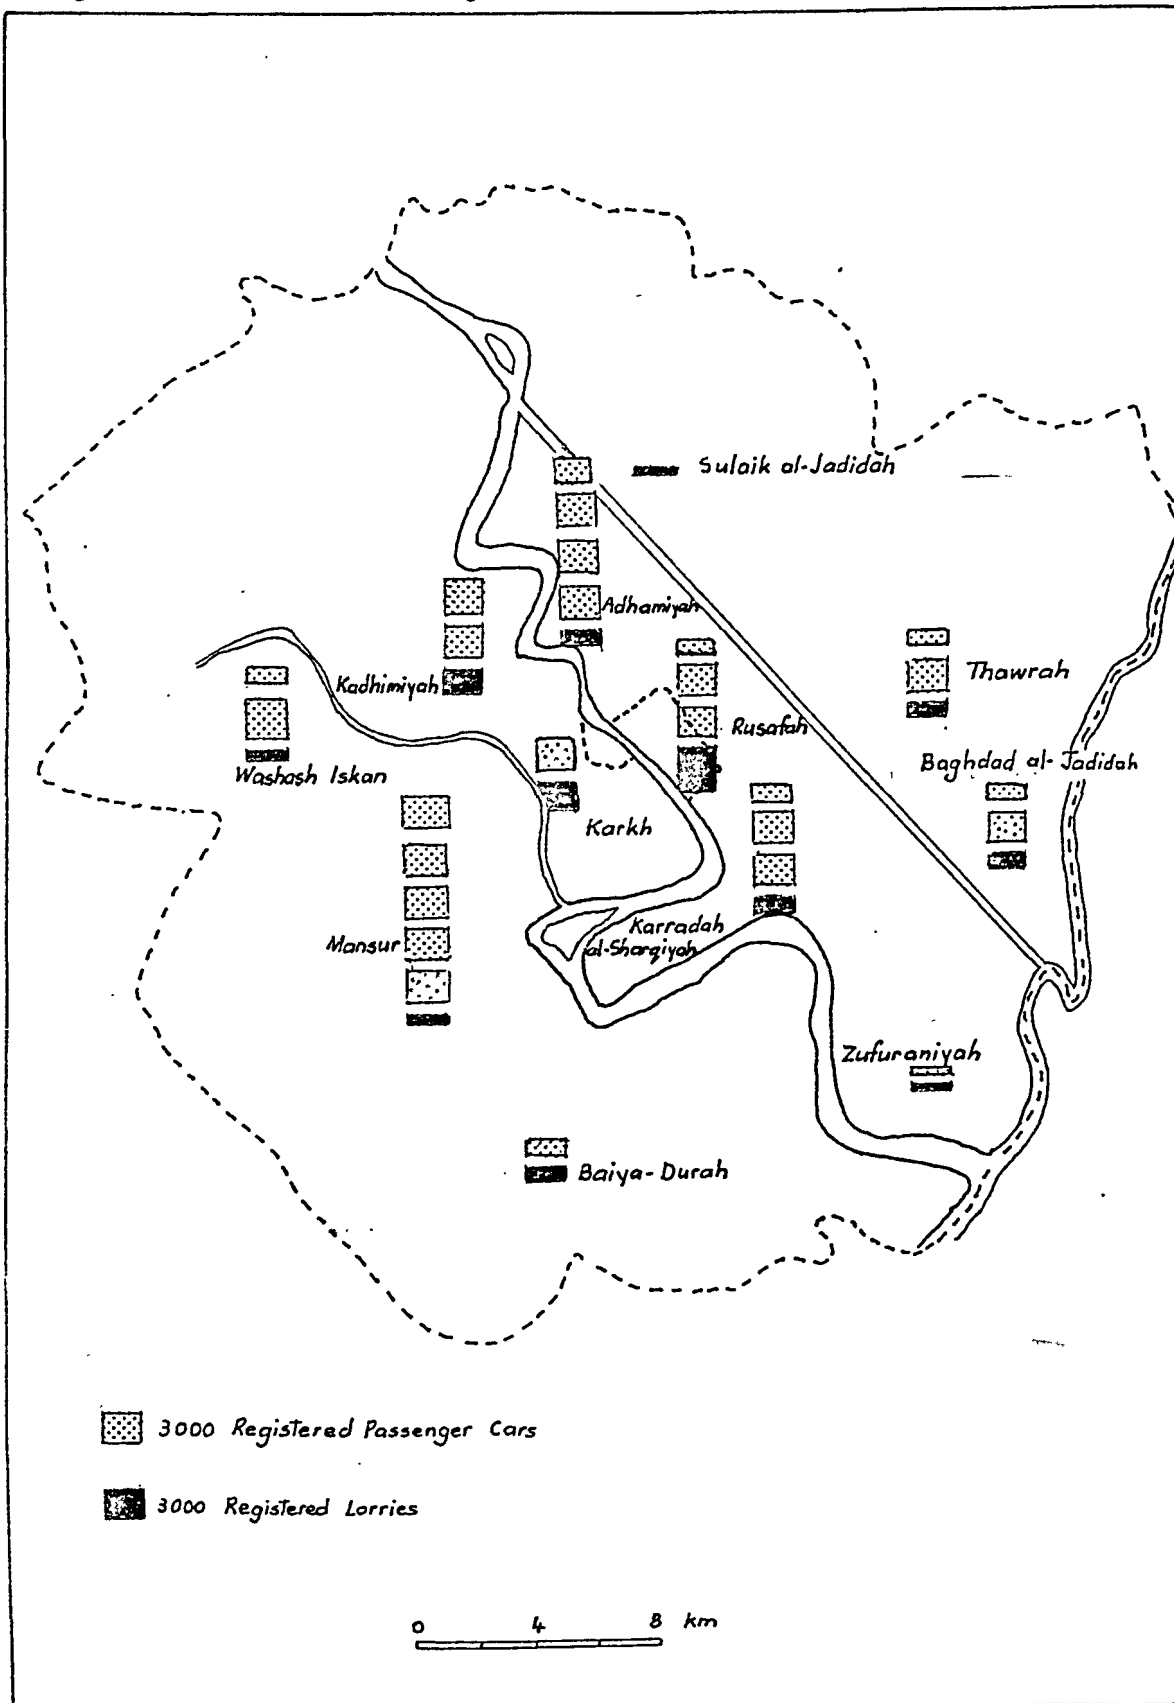 Sulaik al-Jadidah
Adhamiyah
Kadhimiyah
Thawrah
Rusafah
Baghdad al-Jadidah
Washash Iskan
Karkh
Karradah
al-Sharqiyah
Mansur
Zufuraniyah
Baiya-Durah
3000 Registered Passenger Cars
3000 Registered Lorries
0 4 8 km